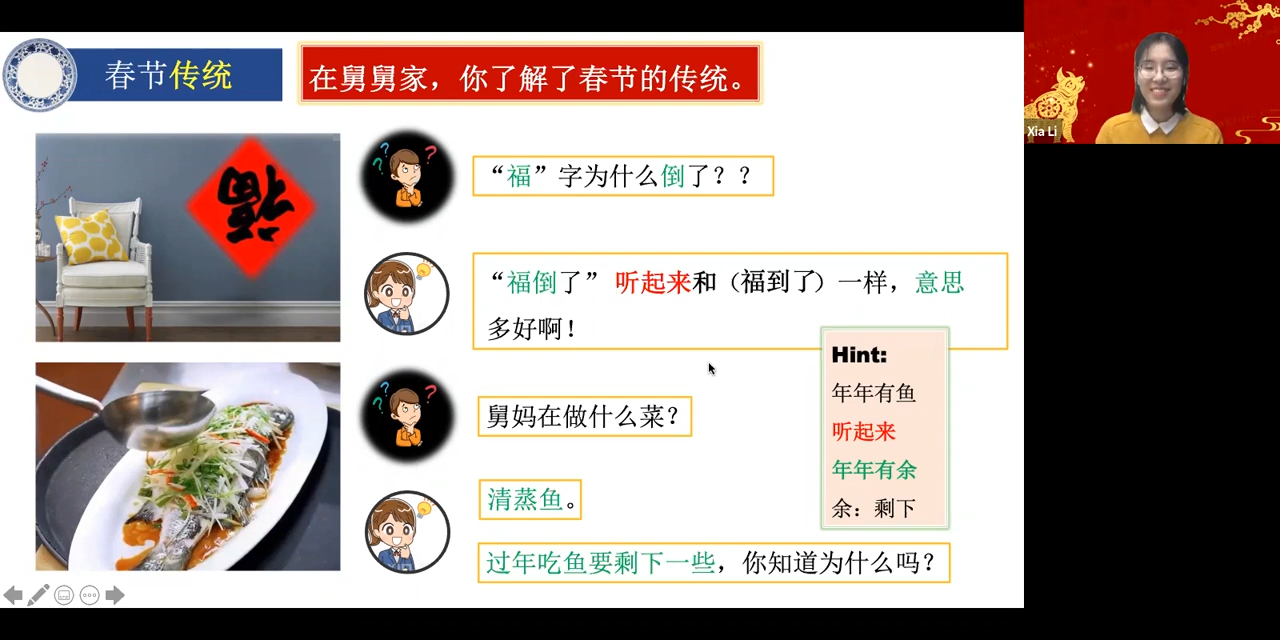 春节传统
在舅舅家，你了解了春节的传统。
福
“福”字为什么倒了？？
“福倒了” 听起来和（福到了）一样，意思
多好啊！
舅妈在做什么菜？
清蒸鱼。
过年吃鱼要剩下一些，你知道为什么吗？
Hint:
年年有鱼
听起来
年年有余
余：剩下
Xia Li